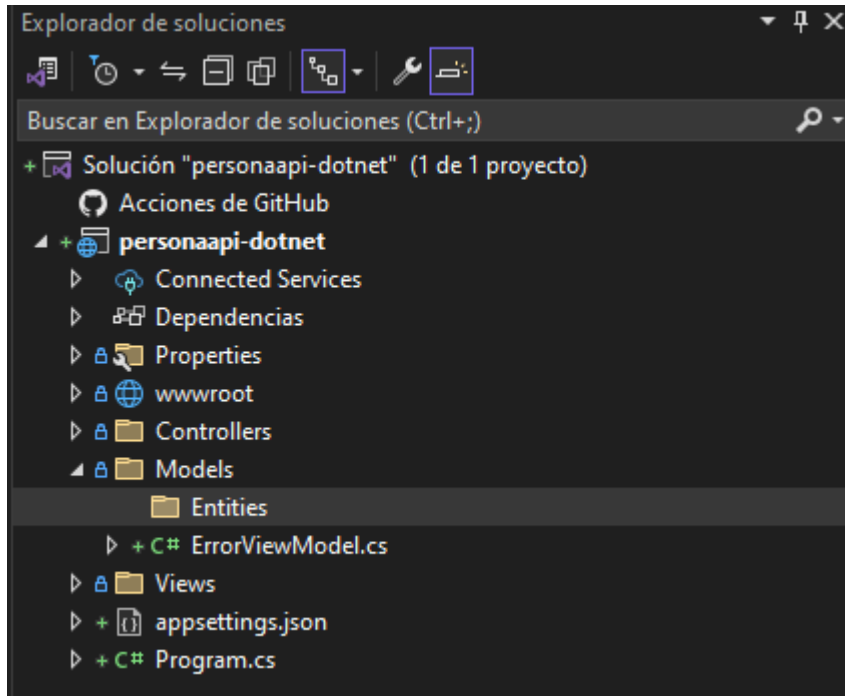 Explorador de soluciones
Buscar en Explorador de soluciones (Ctrl+;)
Solución "personaapi-dotnet" (1 de 1 proyecto)
Acciones de GitHub
personaapi-dotnet
Connected Services
Dependencias
Properties
wwwroot
Controllers
Models
Entities
C# ErrorViewModel.cs
Views
appsettings.json
C# Program.cs